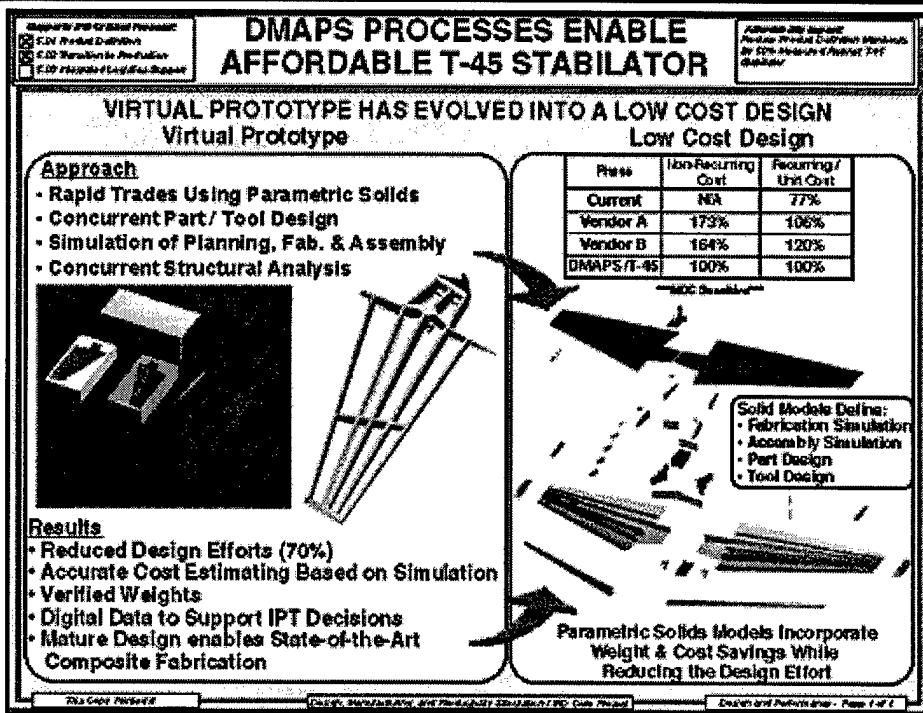 DMAPS PROCESSES ENABLE
AFFORDABLE T-45 STABILATOR
VIRTUAL PROTOTYPE HAS EVOLVED INTO A LOW COST DESIGN
Virtual Prototype
Approach
- Rapid Trades Using Parametric Solids
- Concurrent Part / Tool Design
- Simulation of Planning, Fab. & Assembly
- Concurrent Structural Analysis
Results
• Reduced Design Efforts (70%)
• Accurate Cost Estimating Based on Simulation
• Verified Weights
• Digital Data to Support IPT Decisions
• Mature Design enables State-of-the-Art
Composite Fabrication
Low Cost Design
Phase Non-Recurring Cost Recurring / Unit Cost
Current N/A 77%
Vendor A 173% 106%
Vendor B 164% 120%
DMAPS/T-45 100% 100%
Solid Models Define:
• Fabrication Simulation
• Assembly Simulation
• Part Design
• Tool Design
Parametric Solids Models Incorporate
Weight & Cost Savings While
Reducing the Design Effort